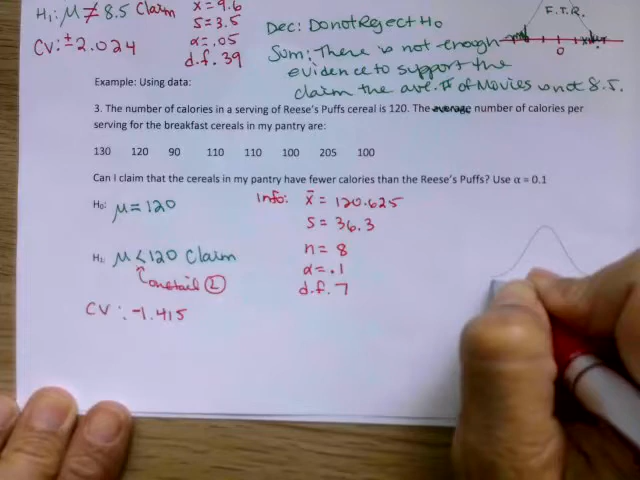 H₁: μ ≠ 8.5 Claim
x̄ = 9.6
s = 3.5
α = .05
d.f. 39
CV: ± 2.024
F.T.R.
0
Dec: Do not Reject H₀
Sum: There is not enough
evidence to support the
claim the ave. # of Movies is not 8.5.
Example: Using data:
3. The number of calories in a serving of Reese's Puffs cereal is 120. The average number of calories per
serving for the breakfast cereals in my pantry are:
130 120 90 110 110 100 205 100
Can I claim that the cereals in my pantry have fewer calories than the Reese's Puffs? Use α = 0.1
H₀: μ = 120
H₁: μ < 120 Claim
onetail L
CV: -1.415
Info: x̄ = 120.625
s = 36.3
n = 8
α = .1
d.f. 7